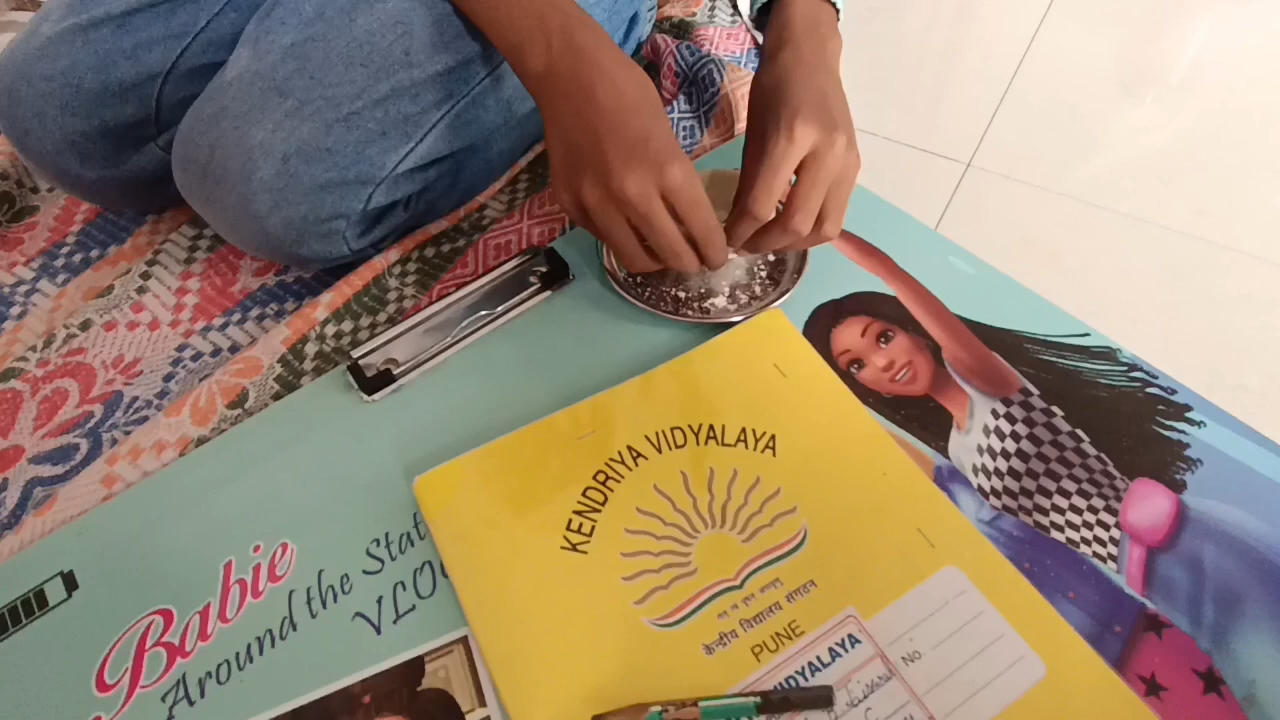 KENDRIYA VIDYALAYA
केन्द्रीय विद्यालय संगठन
PUNE
VIDYALAYA
No.
Babie
Around the Stat
VLO